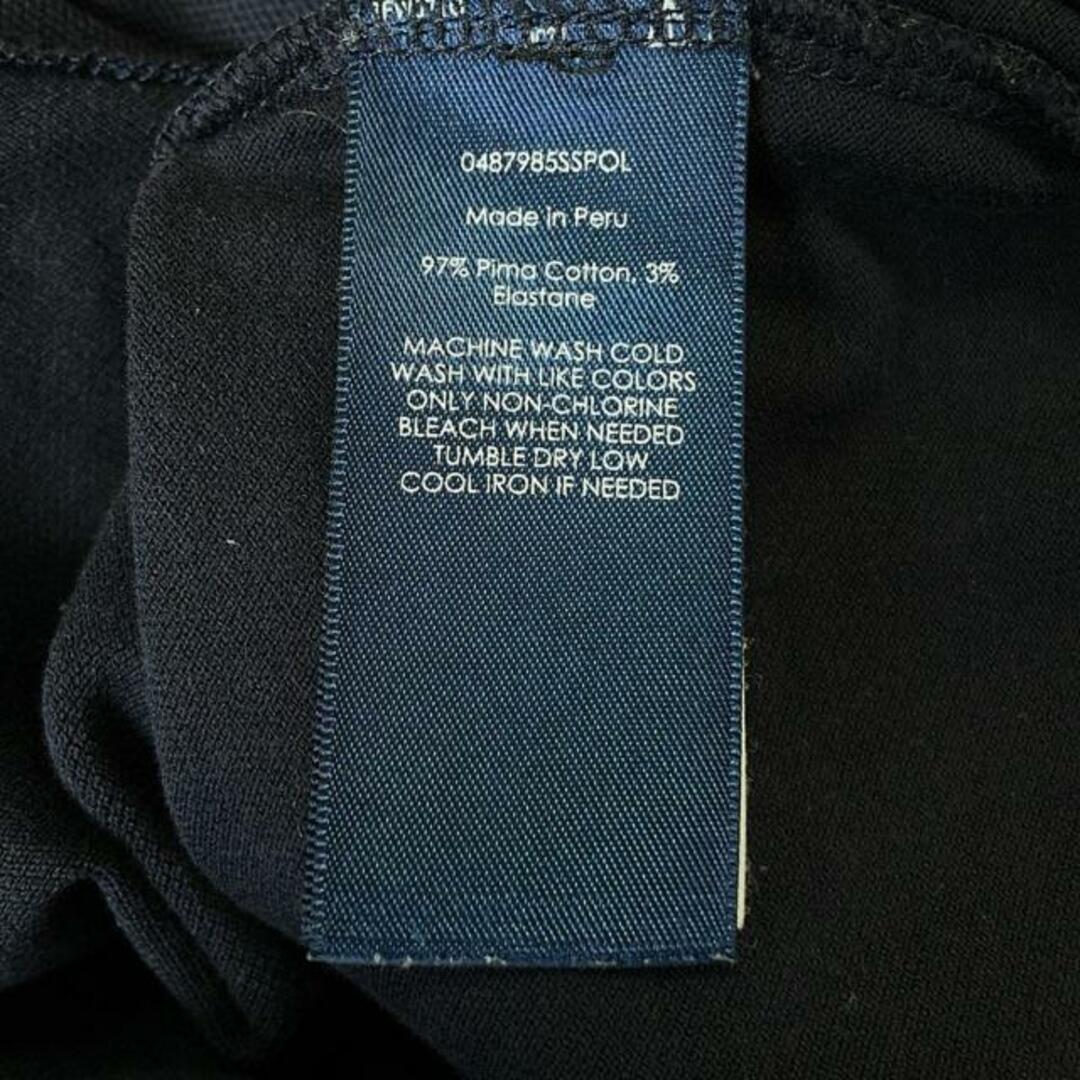 0487985SSPOL
Made in Peru
97% Pima Cotton, 3%
Elastane
MACHINE WASH COLD
WASH WITH LIKE COLORS
ONLY NON-CHLORINE
BLEACH WHEN NEEDED
TUMBLE DRY LOW
COOL IRON IF NEEDED